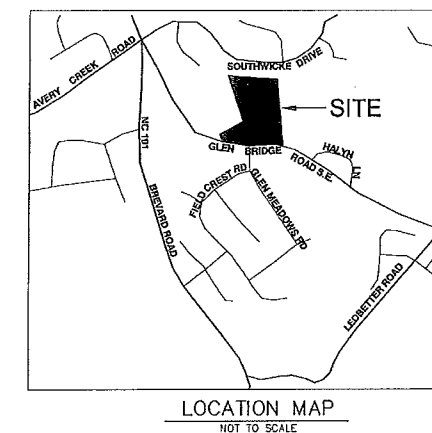 AVERY CREEK ROAD
SOUTHWICKE DRIVE
SITE
NC 191
BREVARD ROAD
GLEN BRIDGE ROAD S.E.
HALYN LN
FIELD CREST RD
GLEN MEADOWS RD
LEDBETTER ROAD
LOCATION MAP
NOT TO SCALE